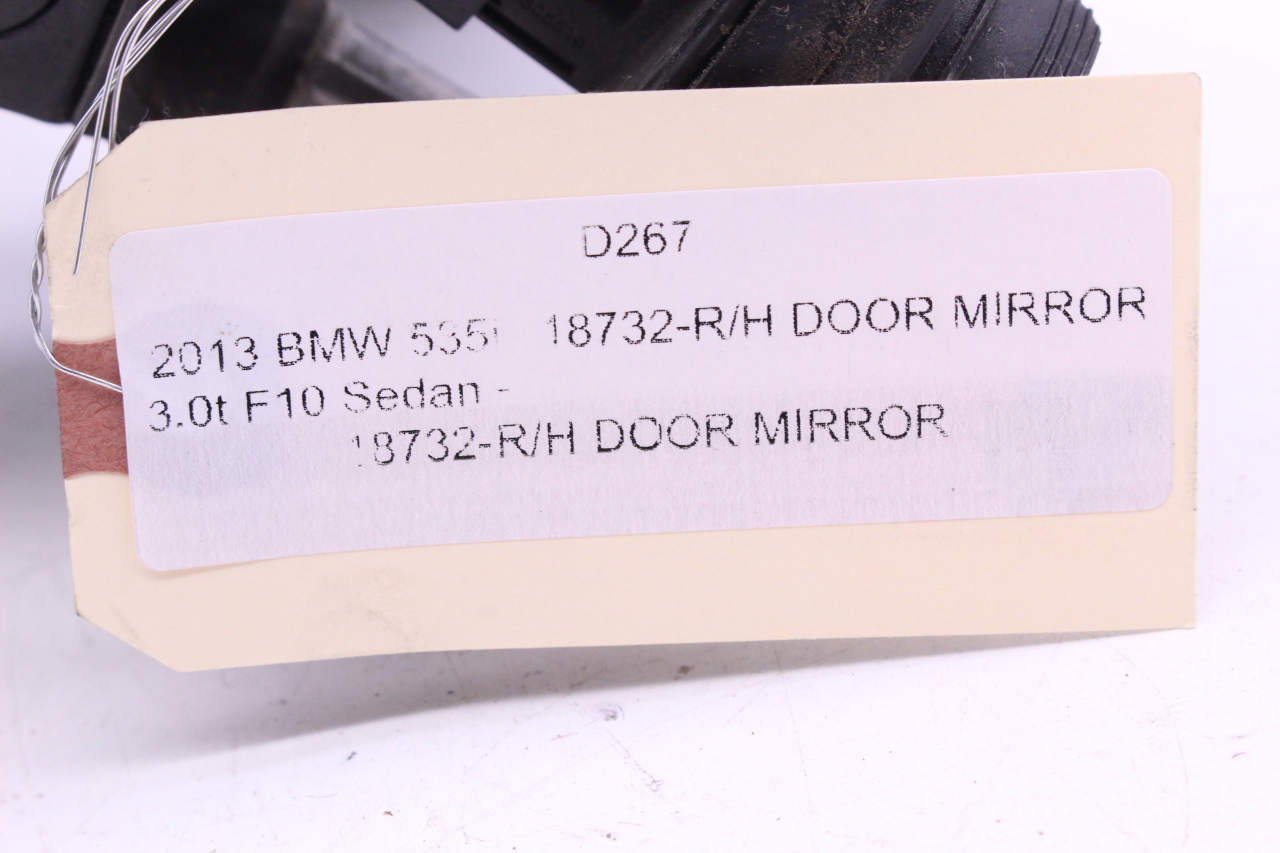 D267
2013 BMW 535i 18732-R/H DOOR MIRROR
3.0t F10 Sedan -
18732-R/H DOOR MIRROR